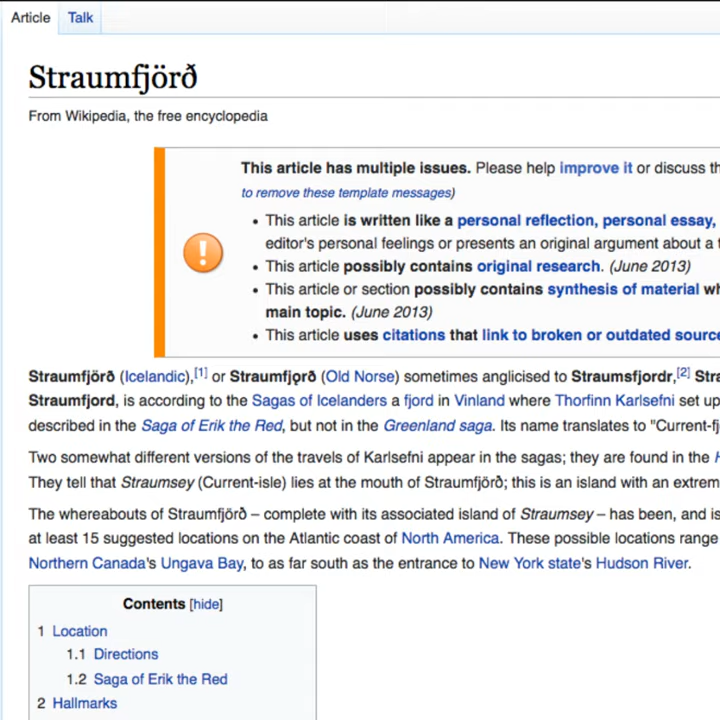 Article Talk
Straumfjörð
From Wikipedia, the free encyclopedia
This article has multiple issues. Please help improve it or discuss
to remove these template messages)
• This article is written like a personal reflection, personal essay,
editor's personal feelings or presents an original argument about a
• This article possibly contains original research. (June 2013)
• This article or section possibly contains synthesis of material
main topic. (June 2013)
• This article uses citations that link to broken or outdated
Straumfjörð (Icelandic),[1] or Straumfjǫrð (Old Norse) sometimes anglicised to Straumsfjordr,[2]
Straumfjord, is according to the Sagas of Icelanders a fjord in Vinland where Thorfinn Karlsefni set up
described in the Saga of Erik the Red, but not in the Greenland saga. Its name translates to
Two somewhat different versions of the travels of Karlsefni appear in the sagas; they are found in the
They tell that Straumsey (Current-isle) lies at the mouth of Straumfjörð; this is an island with an
The whereabouts of Straumfjörð – complete with its associated island of Straumsey – has been, and is
at least 15 suggested locations on the Atlantic coast of North America. These possible locations range
Northern Canada's Ungava Bay, to as far south as the entrance to New York state's Hudson River.
Contents [hide]
1 Location
1.1 Directions
1.2 Saga of Erik the Red
2 Hallmarks